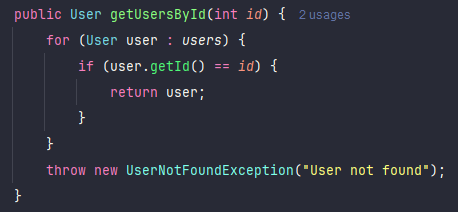 public User getUsersById(int id) { 2 usages
for (User user : users) {
if (user.getId() == id) {
return user;
}
}
throw new UserNotFoundException("User not found");
}